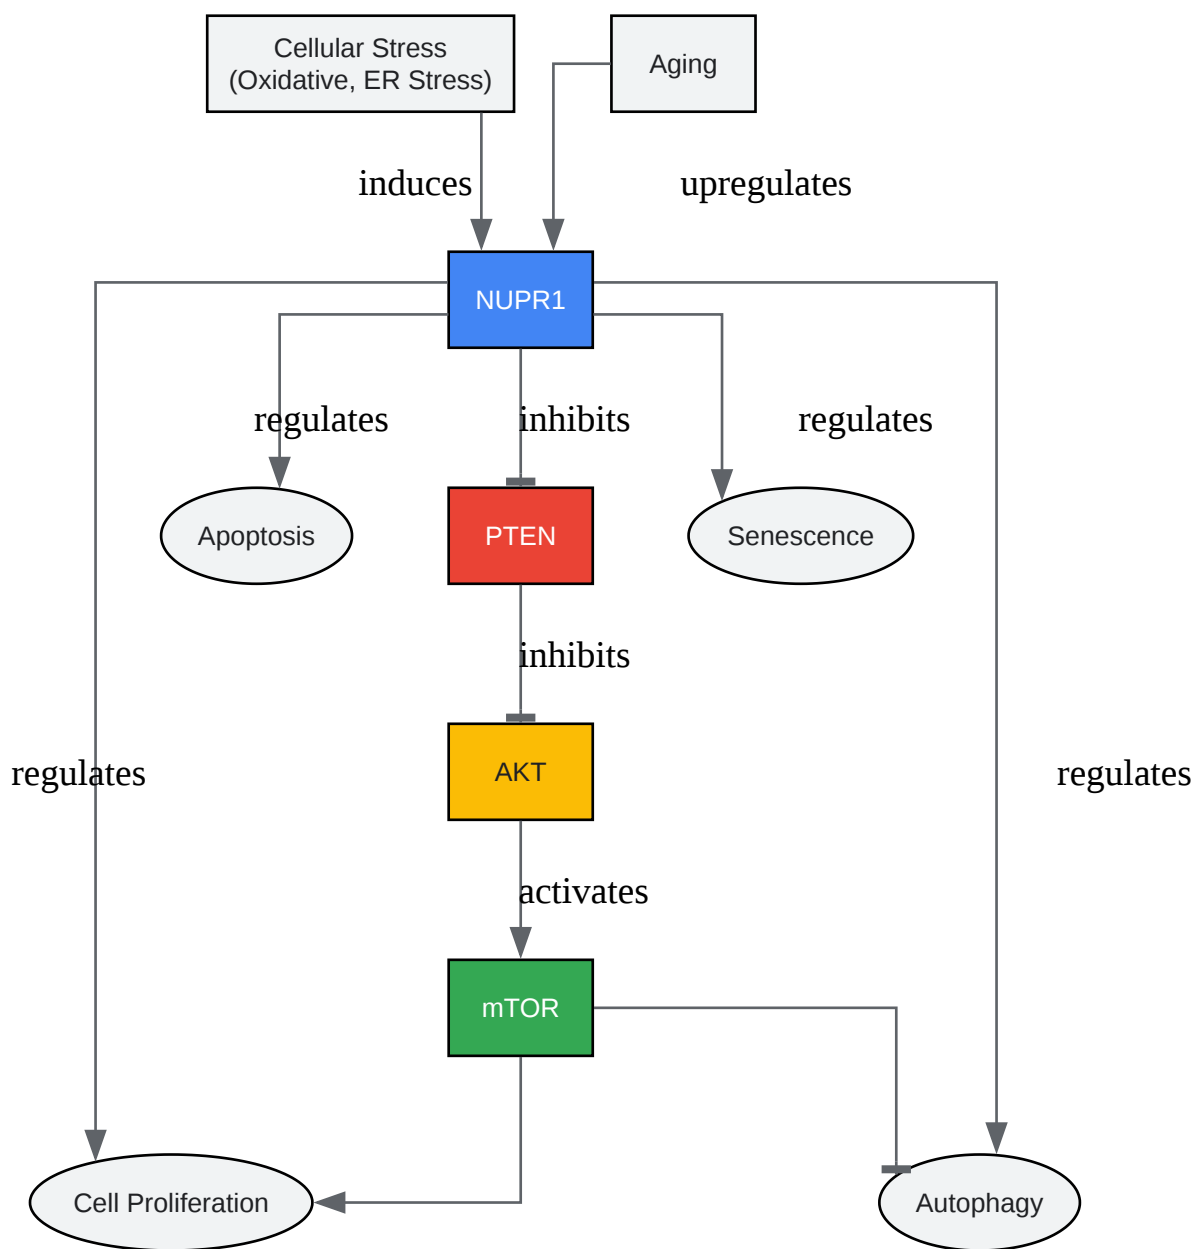 Cellular Stress
(Oxidative, ER Stress)
Aging
induces
upregulates
NUPR1
regulates
inhibits
regulates
Apoptosis
PTEN
Senescence
inhibits
regulates
AKT
regulates
activates
mTOR
Cell Proliferation
Autophagy